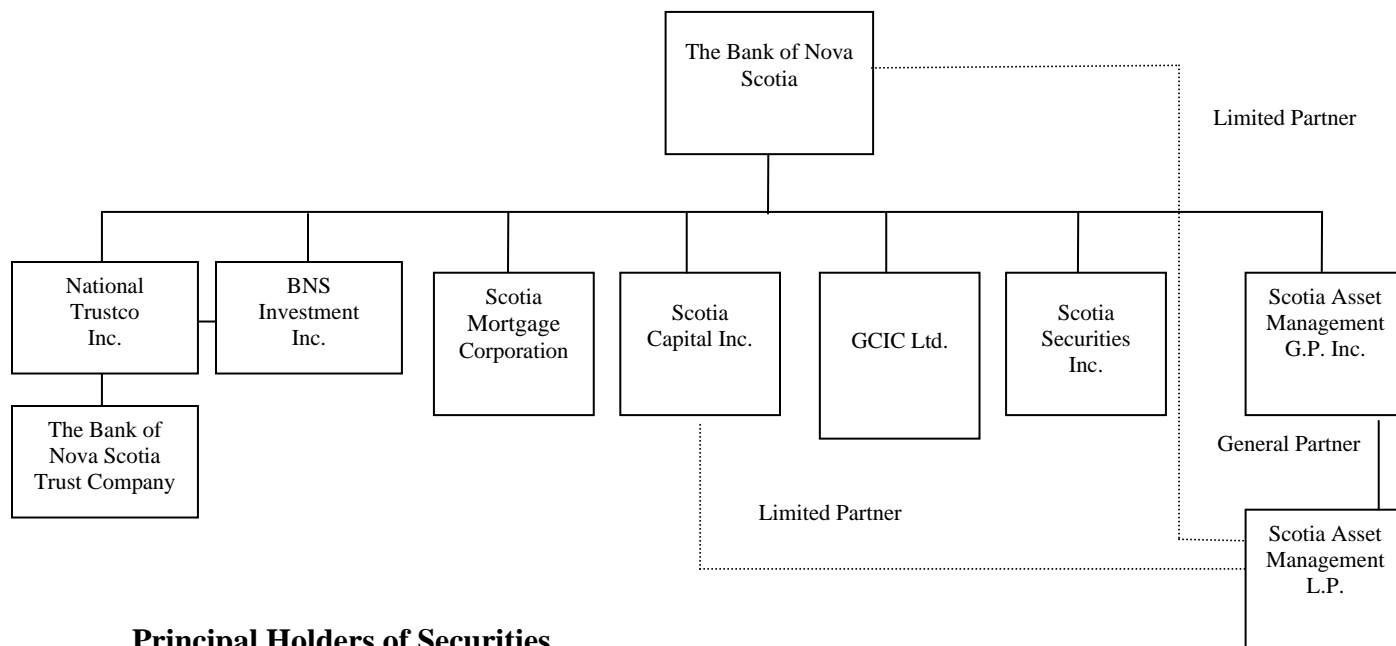 The Bank of Nova
Scotia
Limited Partner
National
Trustco
Inc.
BNS
Investment
Inc.
Scotia
Mortgage
Corporation
Scotia
Capital Inc.
GCIC Ltd.
Scotia
Securities
Inc.
Scotia Asset
Management
G.P. Inc.
The Bank of
Nova Scotia
Trust Company
General Partner
Limited Partner
Scotia Asset
Management
L.P.
Principal Holders of Securities